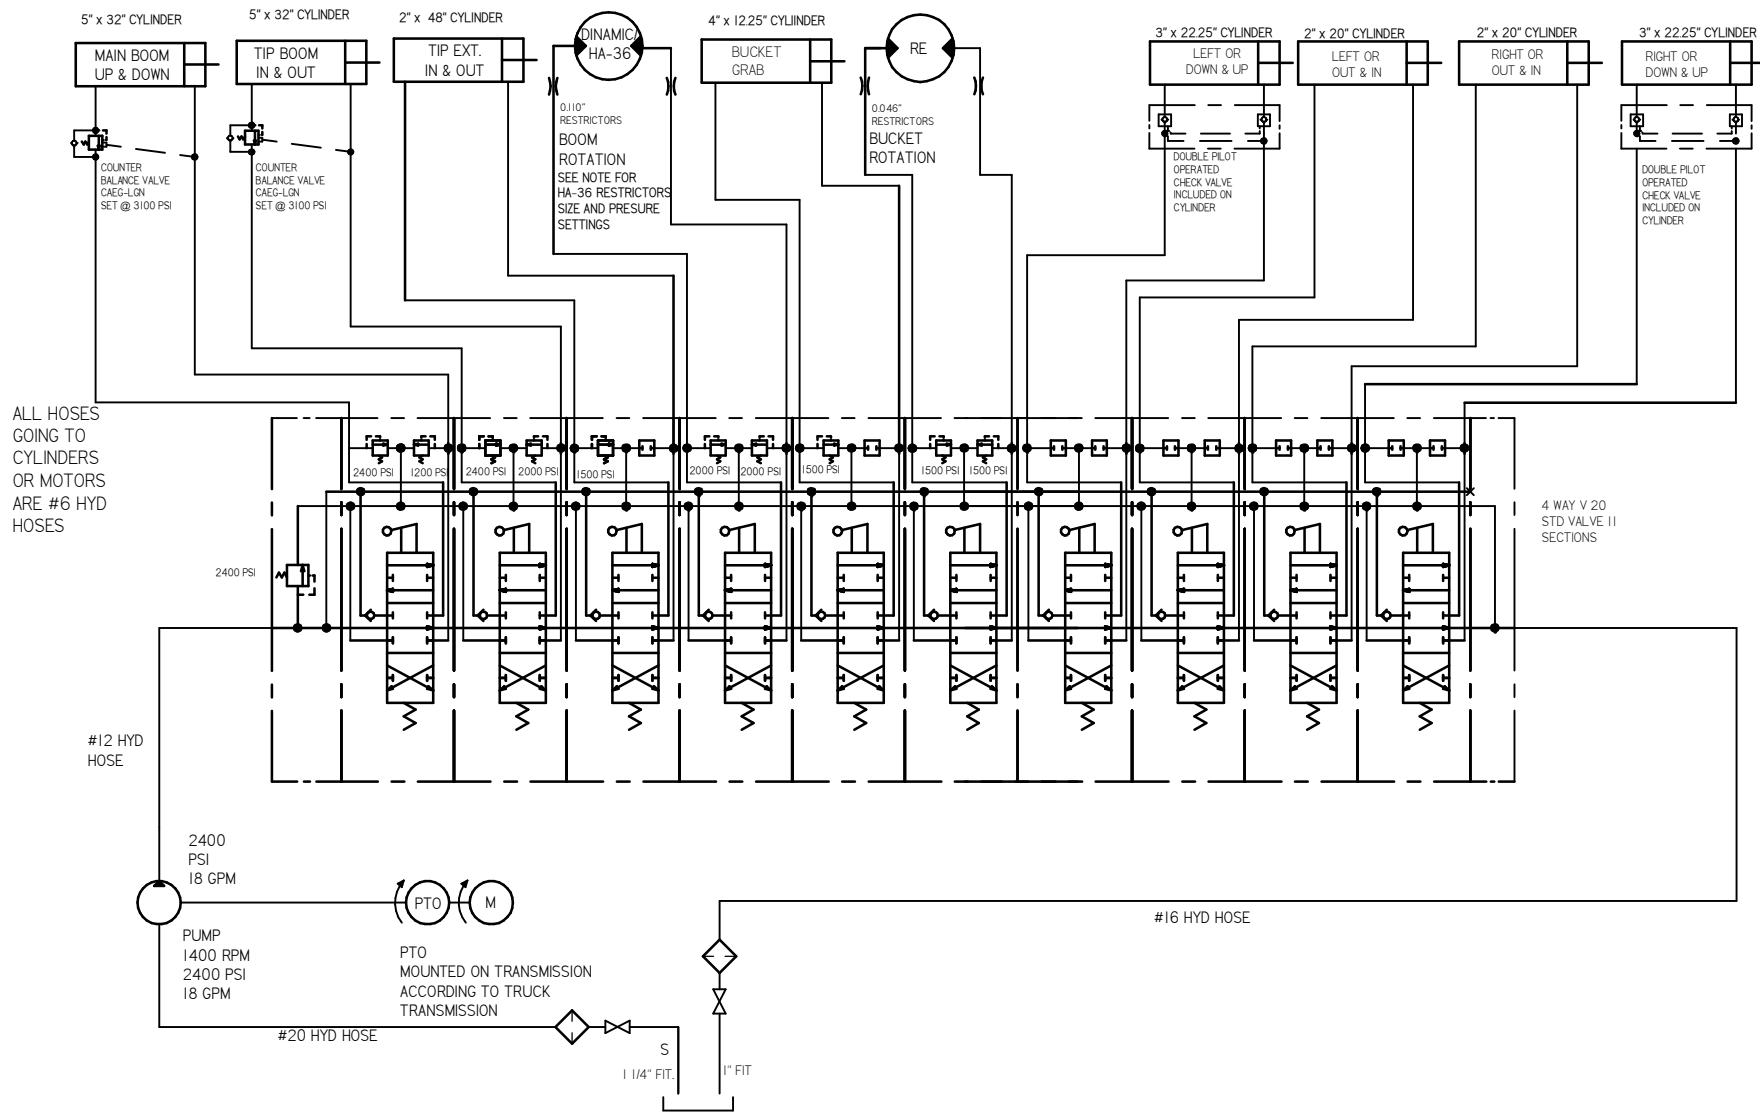 5" x 32" CYLINDER
MAIN BOOM
UP & DOWN
5" x 32" CYLINDER
TIP BOOM
IN & OUT
2" x 48" CYLINDER
TIP EXT.
IN & OUT
DINAMIC/
HA-36
4" x 12.25" CYLINDER
BUCKET
GRAB
RE
3" x 22.25" CYLINDER
LEFT OR
DOWN & UP
2" x 20" CYLINDER
LEFT OR
OUT & IN
2" x 20" CYLINDER
RIGHT OR
OUT & IN
3" x 22.25" CYLINDER
RIGHT OR
DOWN & UP
COUNTER
BALANCE VALVE
CAEG-LGN
SET @ 3100 PSI
COUNTER
BALANCE VALVE
CAEG-LGN
SET @ 3100 PSI
0.110"
RESTRICTORS
BOOM
ROTATION
SEE NOTE FOR
HA-36 RESTRICTORS
SIZE AND PRESURE
SETTINGS
0.046"
RESTRICTORS
BUCKET
ROTATION
DOUBLE PILOT
OPERATED
CHECK VALVE
INCLUDED ON
CYLINDER
DOUBLE PILOT
OPERATED
CHECK VALVE
INCLUDED ON
CYLINDER
ALL HOSES
GOING TO
CYLINDERS
OR MOTORS
ARE #6 HYD
HOSES
2400 PSI
1200 PSI
2400 PSI
2000 PSI
1500 PSI
2000 PSI
2000 PSI
1500 PSI
1500 PSI
1500 PSI
4 WAY V 20
STD VALVE 11
SECTIONS
2400 PSI
#12 HYD
HOSE
2400
PSI
18 GPM
PTO
M
PUMP
1400 RPM
2400 PSI
18 GPM
PTO
MOUNTED ON TRANSMISSION
ACCORDING TO TRUCK
TRANSMISSION
#16 HYD HOSE
#20 HYD HOSE
S
1 1/4" FIT.
1" FIT